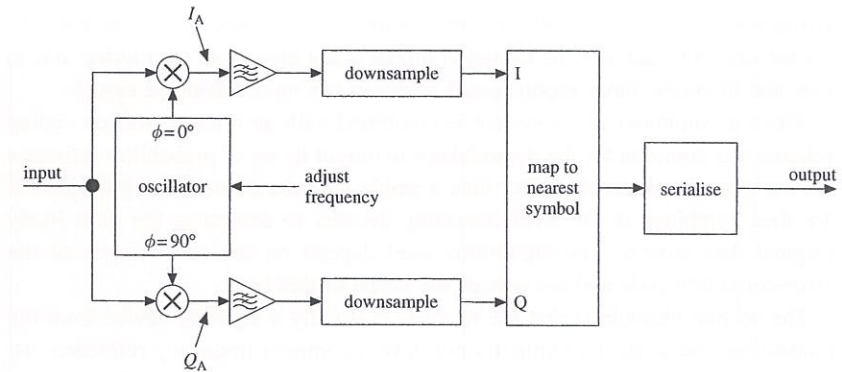 I_A
downsample
I
ϕ=0°
input
oscillator
adjust
frequency
map to
nearest
symbol
serialise
output
ϕ=90°
downsample
Q
Q_A